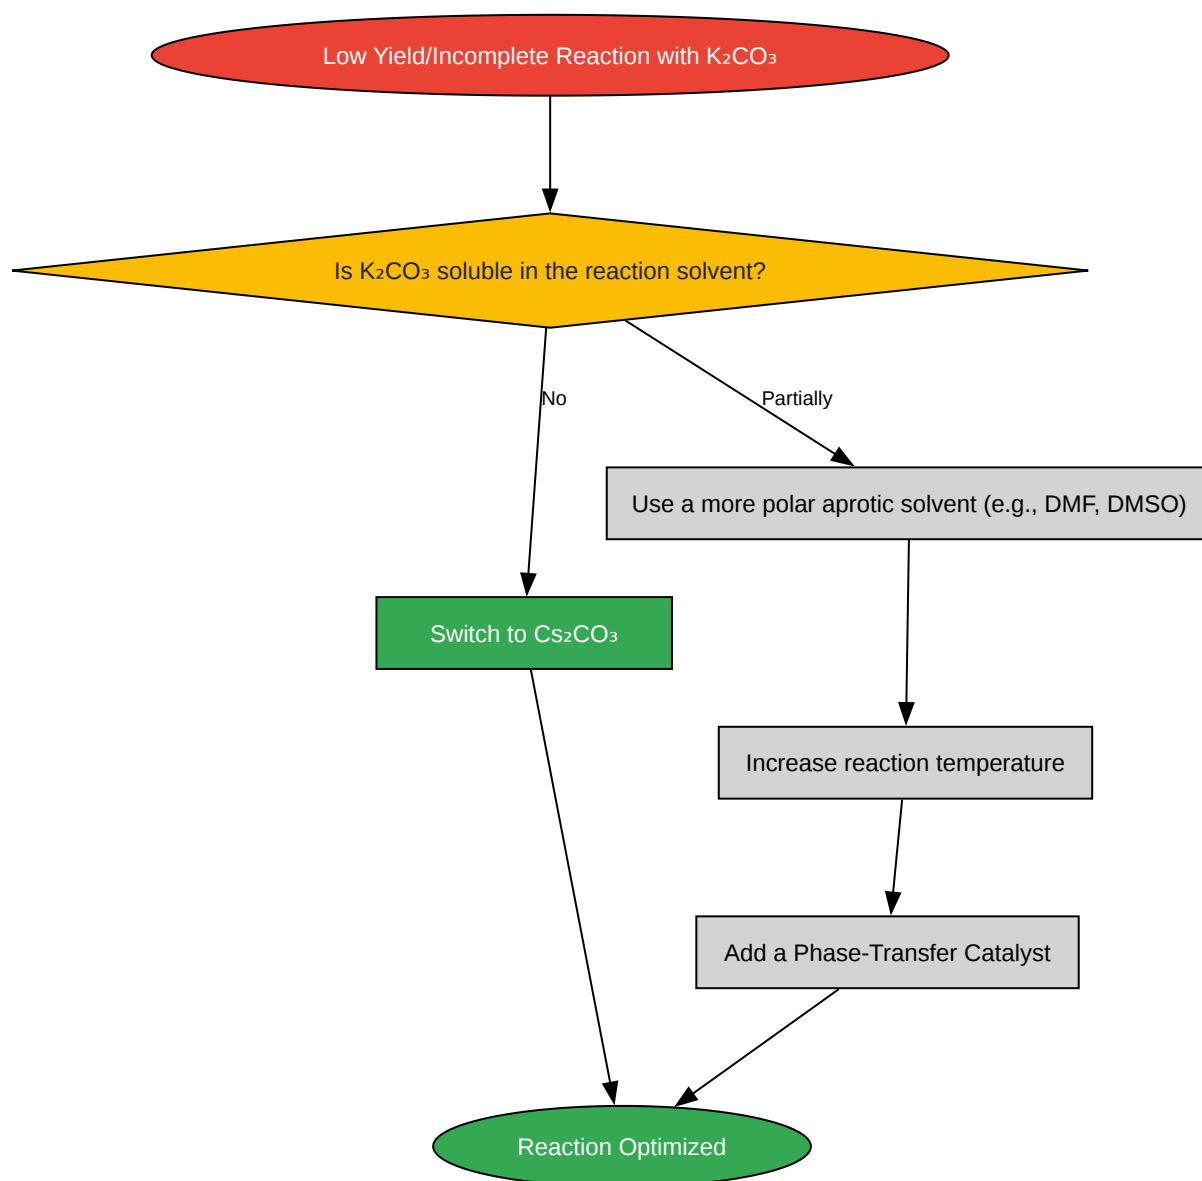 Low Yield/Incomplete Reaction with K₂CO₃
Is K₂CO₃ soluble in the reaction solvent?
No
Partially
Use a more polar aprotic solvent (e.g., DMF, DMSO)
Switch to Cs₂CO₃
Increase reaction temperature
Add a Phase-Transfer Catalyst
Reaction Optimized